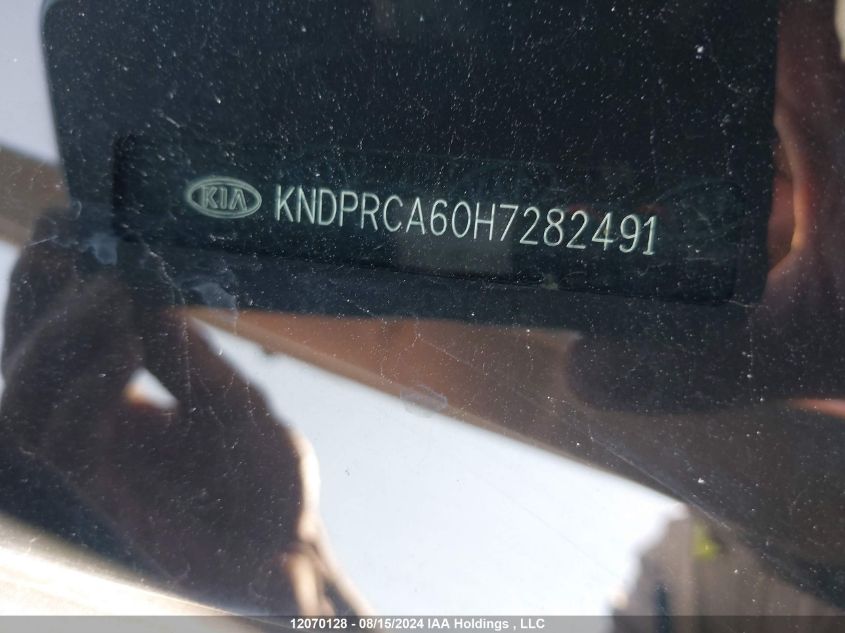 KIA KNDPRCA60H7282491
12070128 - 08/15/2024 IAA Holdings , LLC